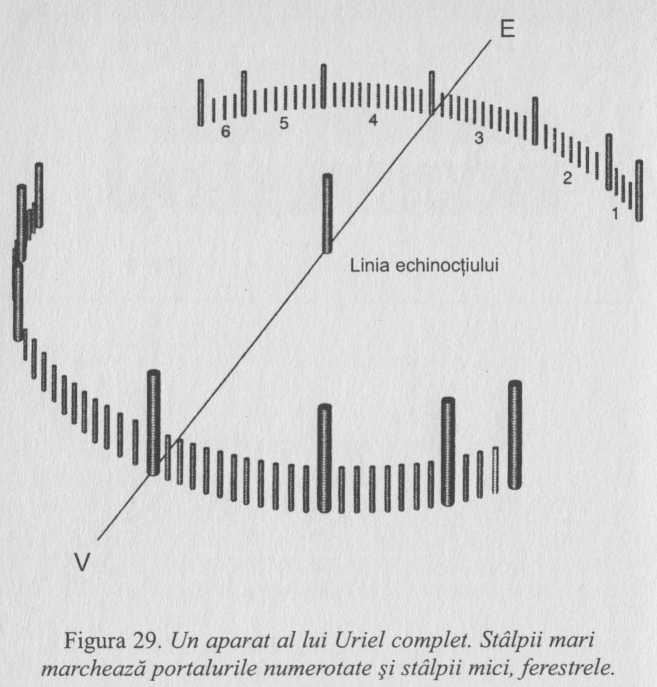 E
6 5 4 3 2 1
Linia echinocțiului
V
Figura 29. Un aparat al lui Uriel complet. Stâlpii mari
marchează portalurile numerotate și stâlpii mici, ferestrele.